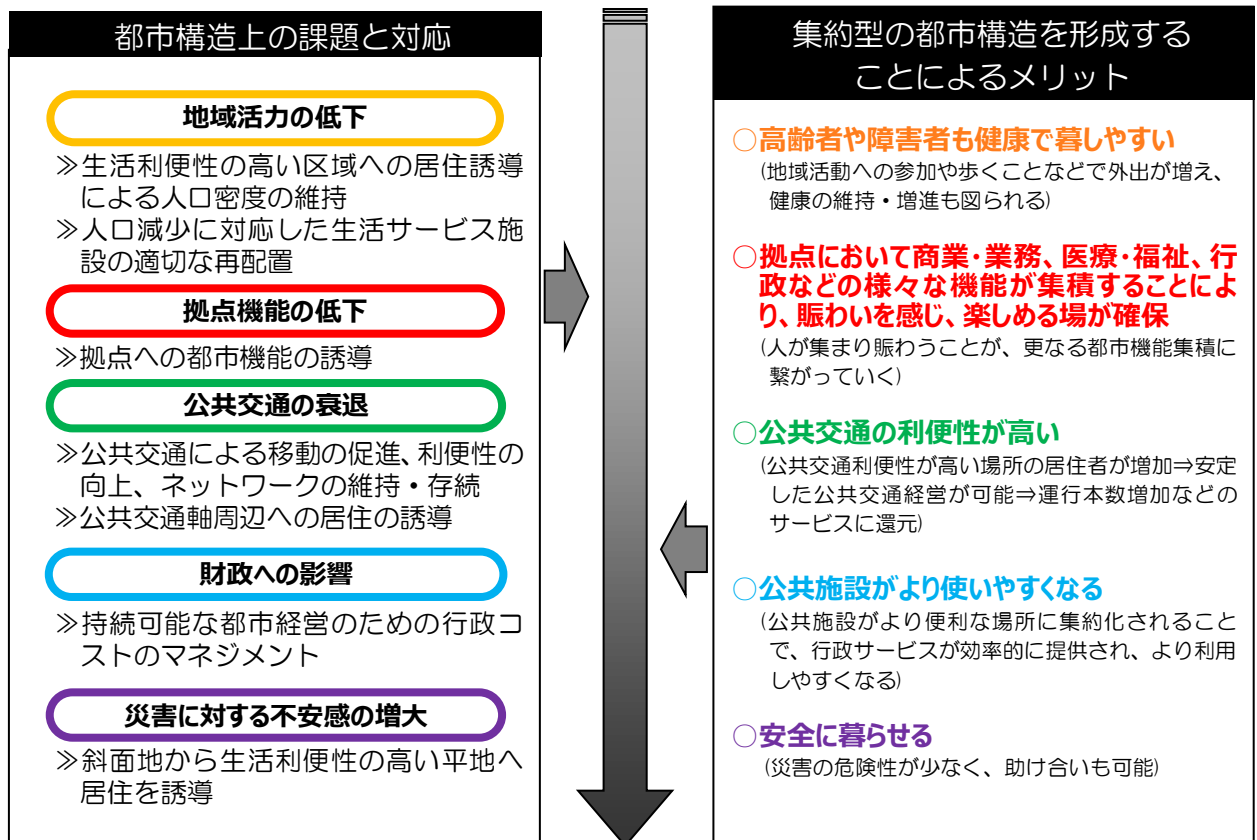 都市構造上の課題と対応
地域活力の低下
≫生活利便性の高い区域への居住誘導
による人口密度の維持
≫人口減少に対応した生活サービス施
設の適切な再配置
拠点機能の低下
≫拠点への都市機能の誘導
公共交通の衰退
≫公共交通による移動の促進、利便性の
向上、ネットワークの維持・存続
≫公共交通軸周辺への居住の誘導
財政への影響
≫持続可能な都市経営のための行政コ
ストのマネジメント
災害に対する不安感の増大
≫斜面地から生活利便性の高い平地へ
居住を誘導
集約型の都市構造を形成する
ことによるメリット
○高齢者や障害者も健康で暮しやすい
(地域活動への参加や歩くことなどで外出が増え、
健康の維持・増進も図られる)
○拠点において商業・業務、医療・福祉、行
政などの様々な機能が集積することによ
り、賑わいを感じ、楽しめる場が確保
(人が集まり賑わうことが、更なる都市機能集積に
繋がっていく)
○公共交通の利便性が高い
(公共交通利便性が高い場所の居住者が増加⇒安定
した公共交通経営が可能⇒運行本数増加などの
サービスに還元)
○公共施設がより使いやすくなる
(公共施設がより便利な場所に集約化されること
で、行政サービスが効率的に提供され、より利用
しやすくなる)
○安全に暮らせる
(災害の危険性が少なく、助け合いも可能)